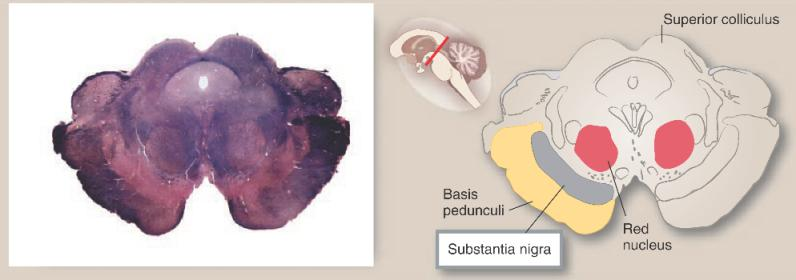 Superior colliculus
Basis
pedunculi
Substantia nigra
Red
nucleus